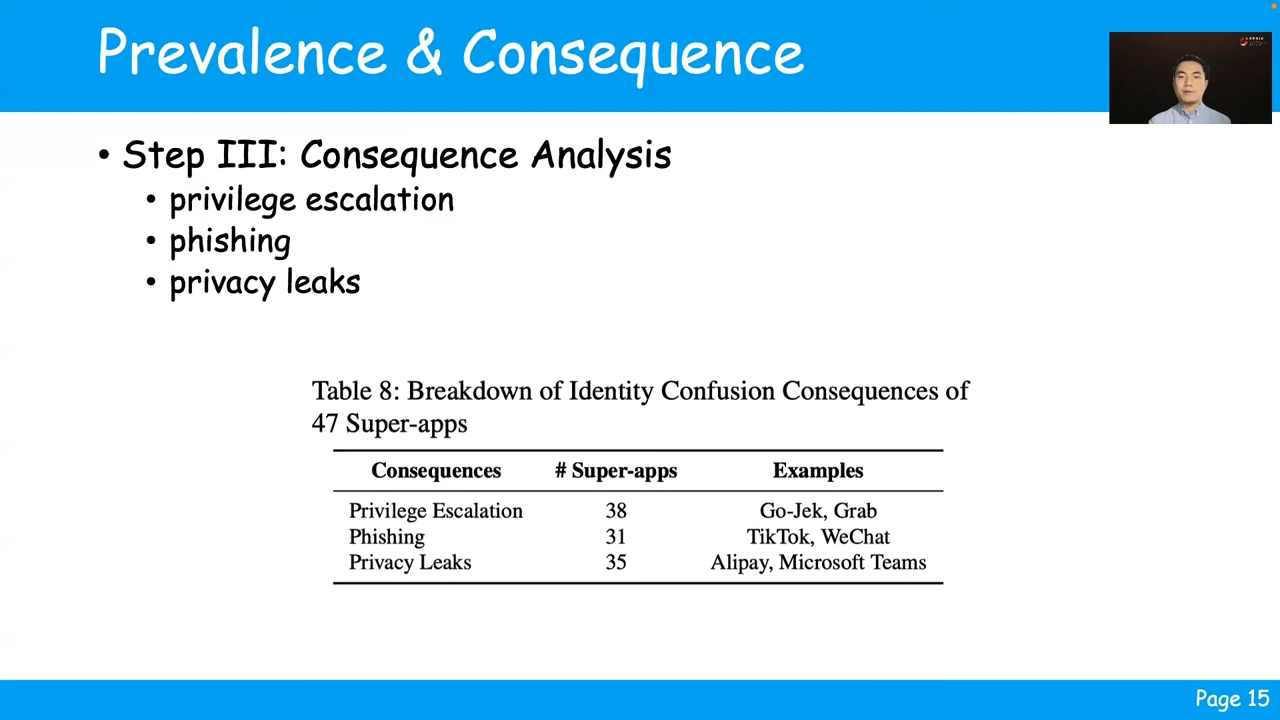 Prevalence & Consequence
• Step III: Consequence Analysis
• privilege escalation
• phishing
• privacy leaks
Table 8: Breakdown of Identity Confusion Consequences of
47 Super-apps
Consequences # Super-apps Examples
Privilege Escalation 38 Go-Jek, Grab
Phishing 31 TikTok, WeChat
Privacy Leaks 35 Alipay, Microsoft Teams
Page 15